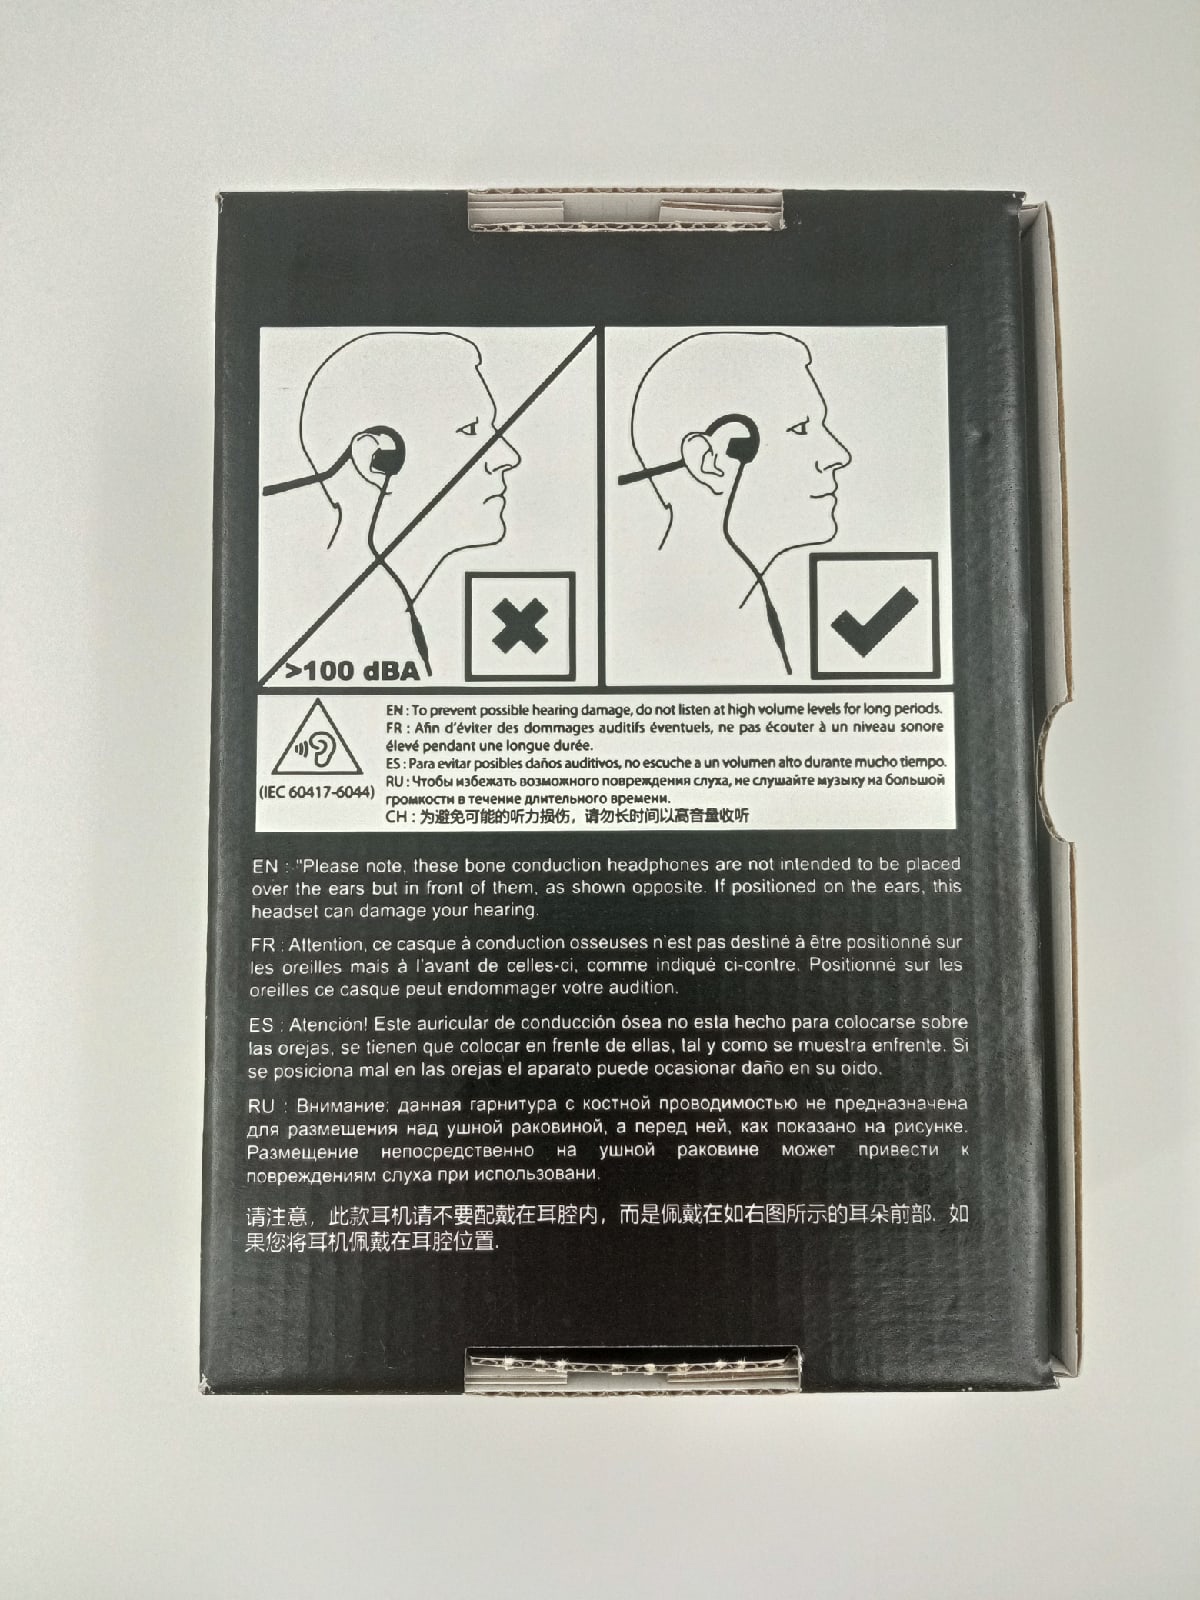 >100 dBA
(IEC 60417-6044)
EN : To prevent possible hearing damage, do not listen at high volume levels for long periods.
FR : Afin d'éviter des dommages auditifs éventuels, ne pas écouter à un niveau sonore
élevé pendant une longue durée.
ES : Para evitar posibles daños auditivos, no escuche a un volumen alto durante mucho tiempo.
RU : Чтобы избежать возможного повреждения слуха, не слушайте музыку на большой
громкости в течение длительного времени.
CH : 为避免可能的听力损伤，请勿长时间以高音量收听
EN : "Please note, these bone conduction headphones are not intended to be placed
over the ears but in front of them, as shown opposite. If positioned on the ears, this
headset can damage your hearing.
FR : Attention, ce casque à conduction osseuses n'est pas destiné à être positionné sur
les oreilles mais à l'avant de celles-ci, comme indiqué ci-contre. Positionné sur les
oreilles ce casque peut endommager votre audition.
ES : Atención! Este auricular de conducción ósea no esta hecho para colocarse sobre
las orejas, se tienen que colocar en frente de ellas, tal y como se muestra enfrente. Si
se posiciona mal en las orejas el aparato puede ocasionar daño en su oido.
RU : Внимание: данная гарнитура с костной проводимостью не предназначена
для размещения над ушной раковиной, а перед ней, как показано на рисунке.
Размещение непосредственно на ушной раковине может привести к
повреждениям слуха при использовани.
请注意，此款耳机请不要配戴在耳腔内，而是佩戴在如右图所示的耳朵前部. 如
果您将耳机佩戴在耳腔位置.